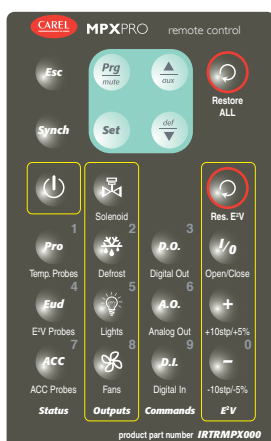 CAREL MPXPRO remote control
Esc Prg mute ▲ aux
Restore
ALL
Synch Set def ▼
Solenoid Res. E²V
1 2 3
Pro D.O. I/0
Temp. Probes Defrost Digital Out Open/Close
4 5 6
Eud A.O. +
E²V Probes Lights Analog Out +10stp/+5%
7 8 9 0
ACC D.I. -
ACC Probes Fans Digital In -10stp/-5%
Status Outputs Commands E²V
product part number IRTRMPX000